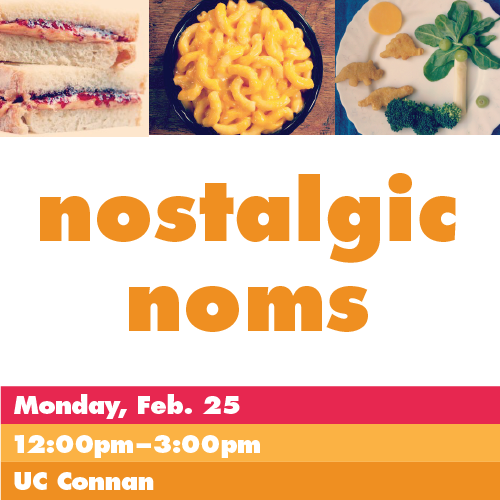 nostalgic
noms
Monday, Feb. 25
12:00pm–3:00pm
UC Connan